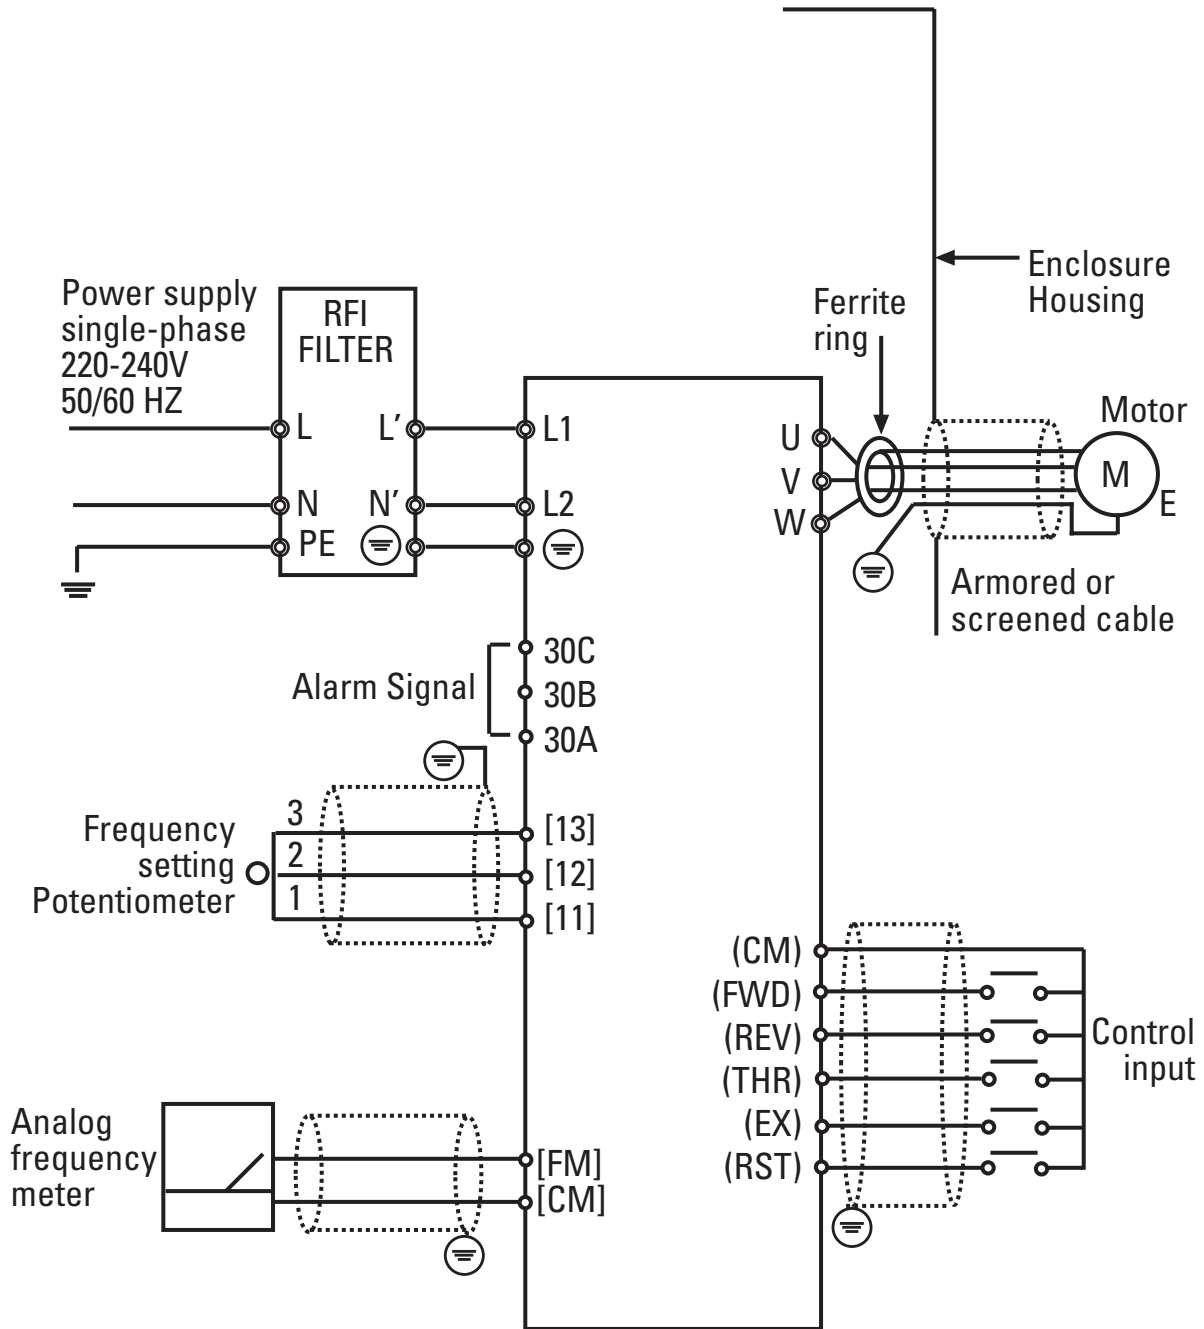 Enclosure
Housing
Power supply
single-phase
220-240V
50/60 HZ
RFI
FILTER
Ferrite
ring
Motor
L
L'
L1
U
M
V
E
N
N'
L2
W
PE
Armored or
screened cable
30C
Alarm Signal
30B
30A
3
[13]
Frequency
setting
Potentiometer
2
[12]
1
[11]
(CM)
(FWD)
(REV)
Control
input
(THR)
(EX)
(RST)
Analog
frequency
meter
[FM]
[CM]